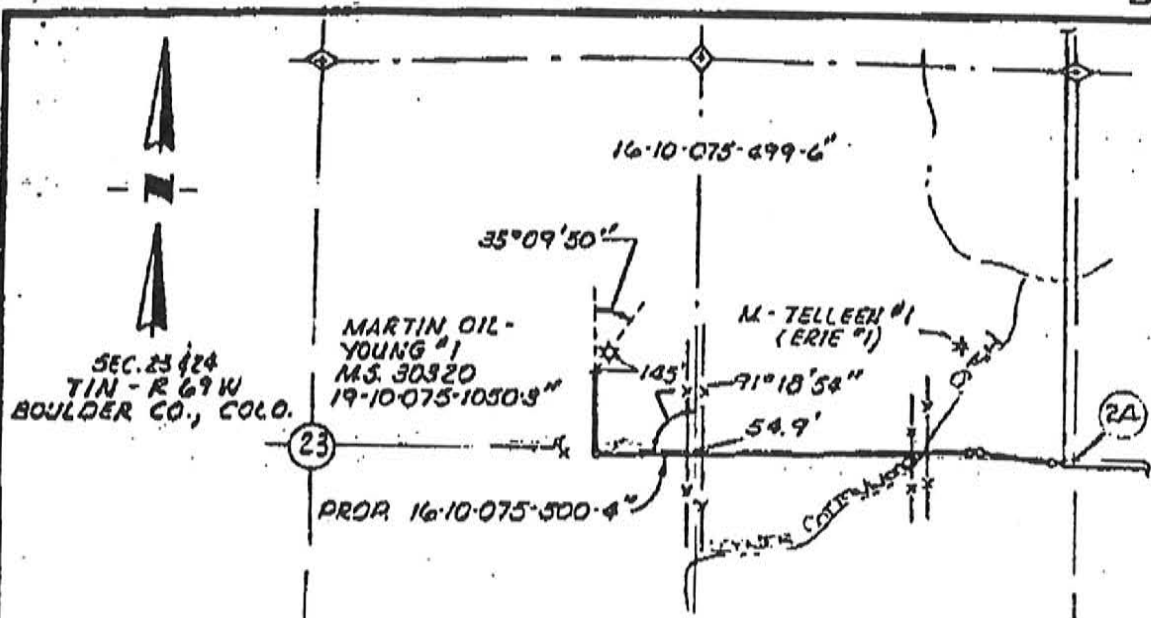 16-10-075-499-6"
N
35°09'50"
MARTIN OIL-
YOUNG #1
M.S. 30320
19-10-075-1050-3"
M - TELLEEN #1
(ERIE #1)
SEC. 23 & 24
T1N - R 69 W
BOULDER CO., COLO.
145'
91°18'54"
54.9'
23
24
PROP. 16-10-075-500-4"